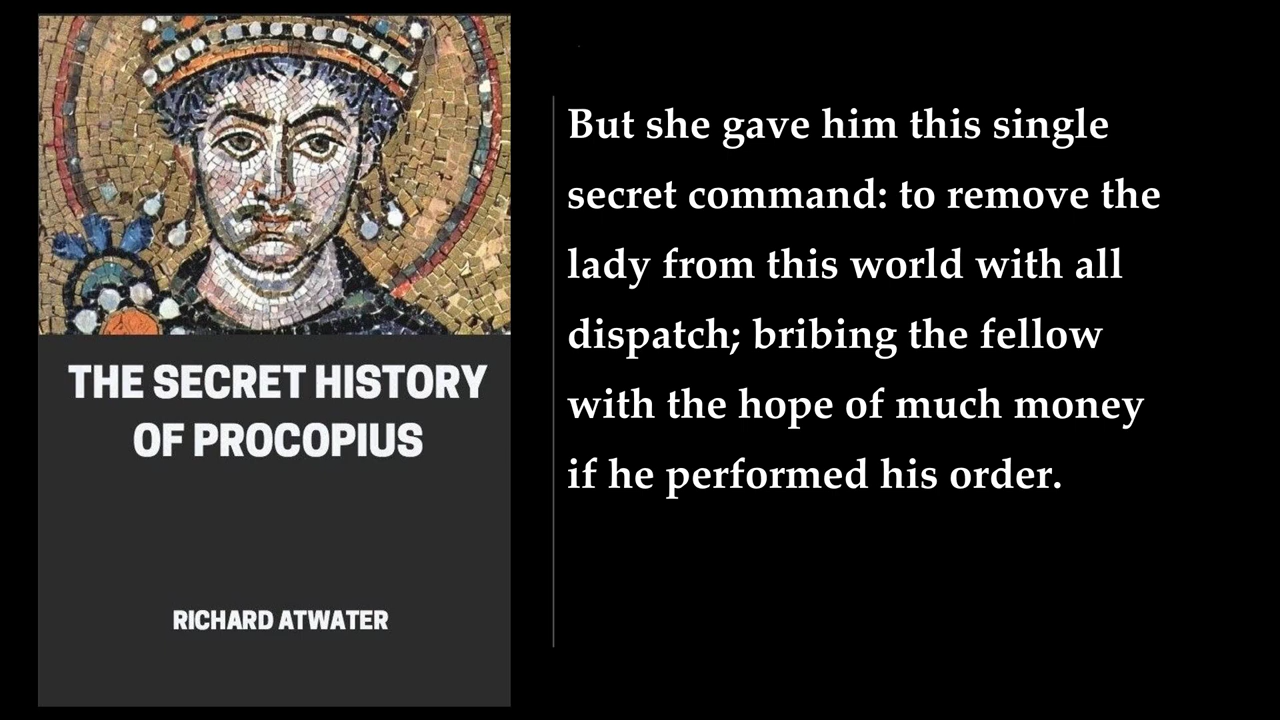 THE SECRET HISTORY
OF PROCOPIUS
RICHARD ATWATER
But she gave him this single
secret command: to remove the
lady from this world with all
dispatch; bribing the fellow
with the hope of much money
if he performed his order.